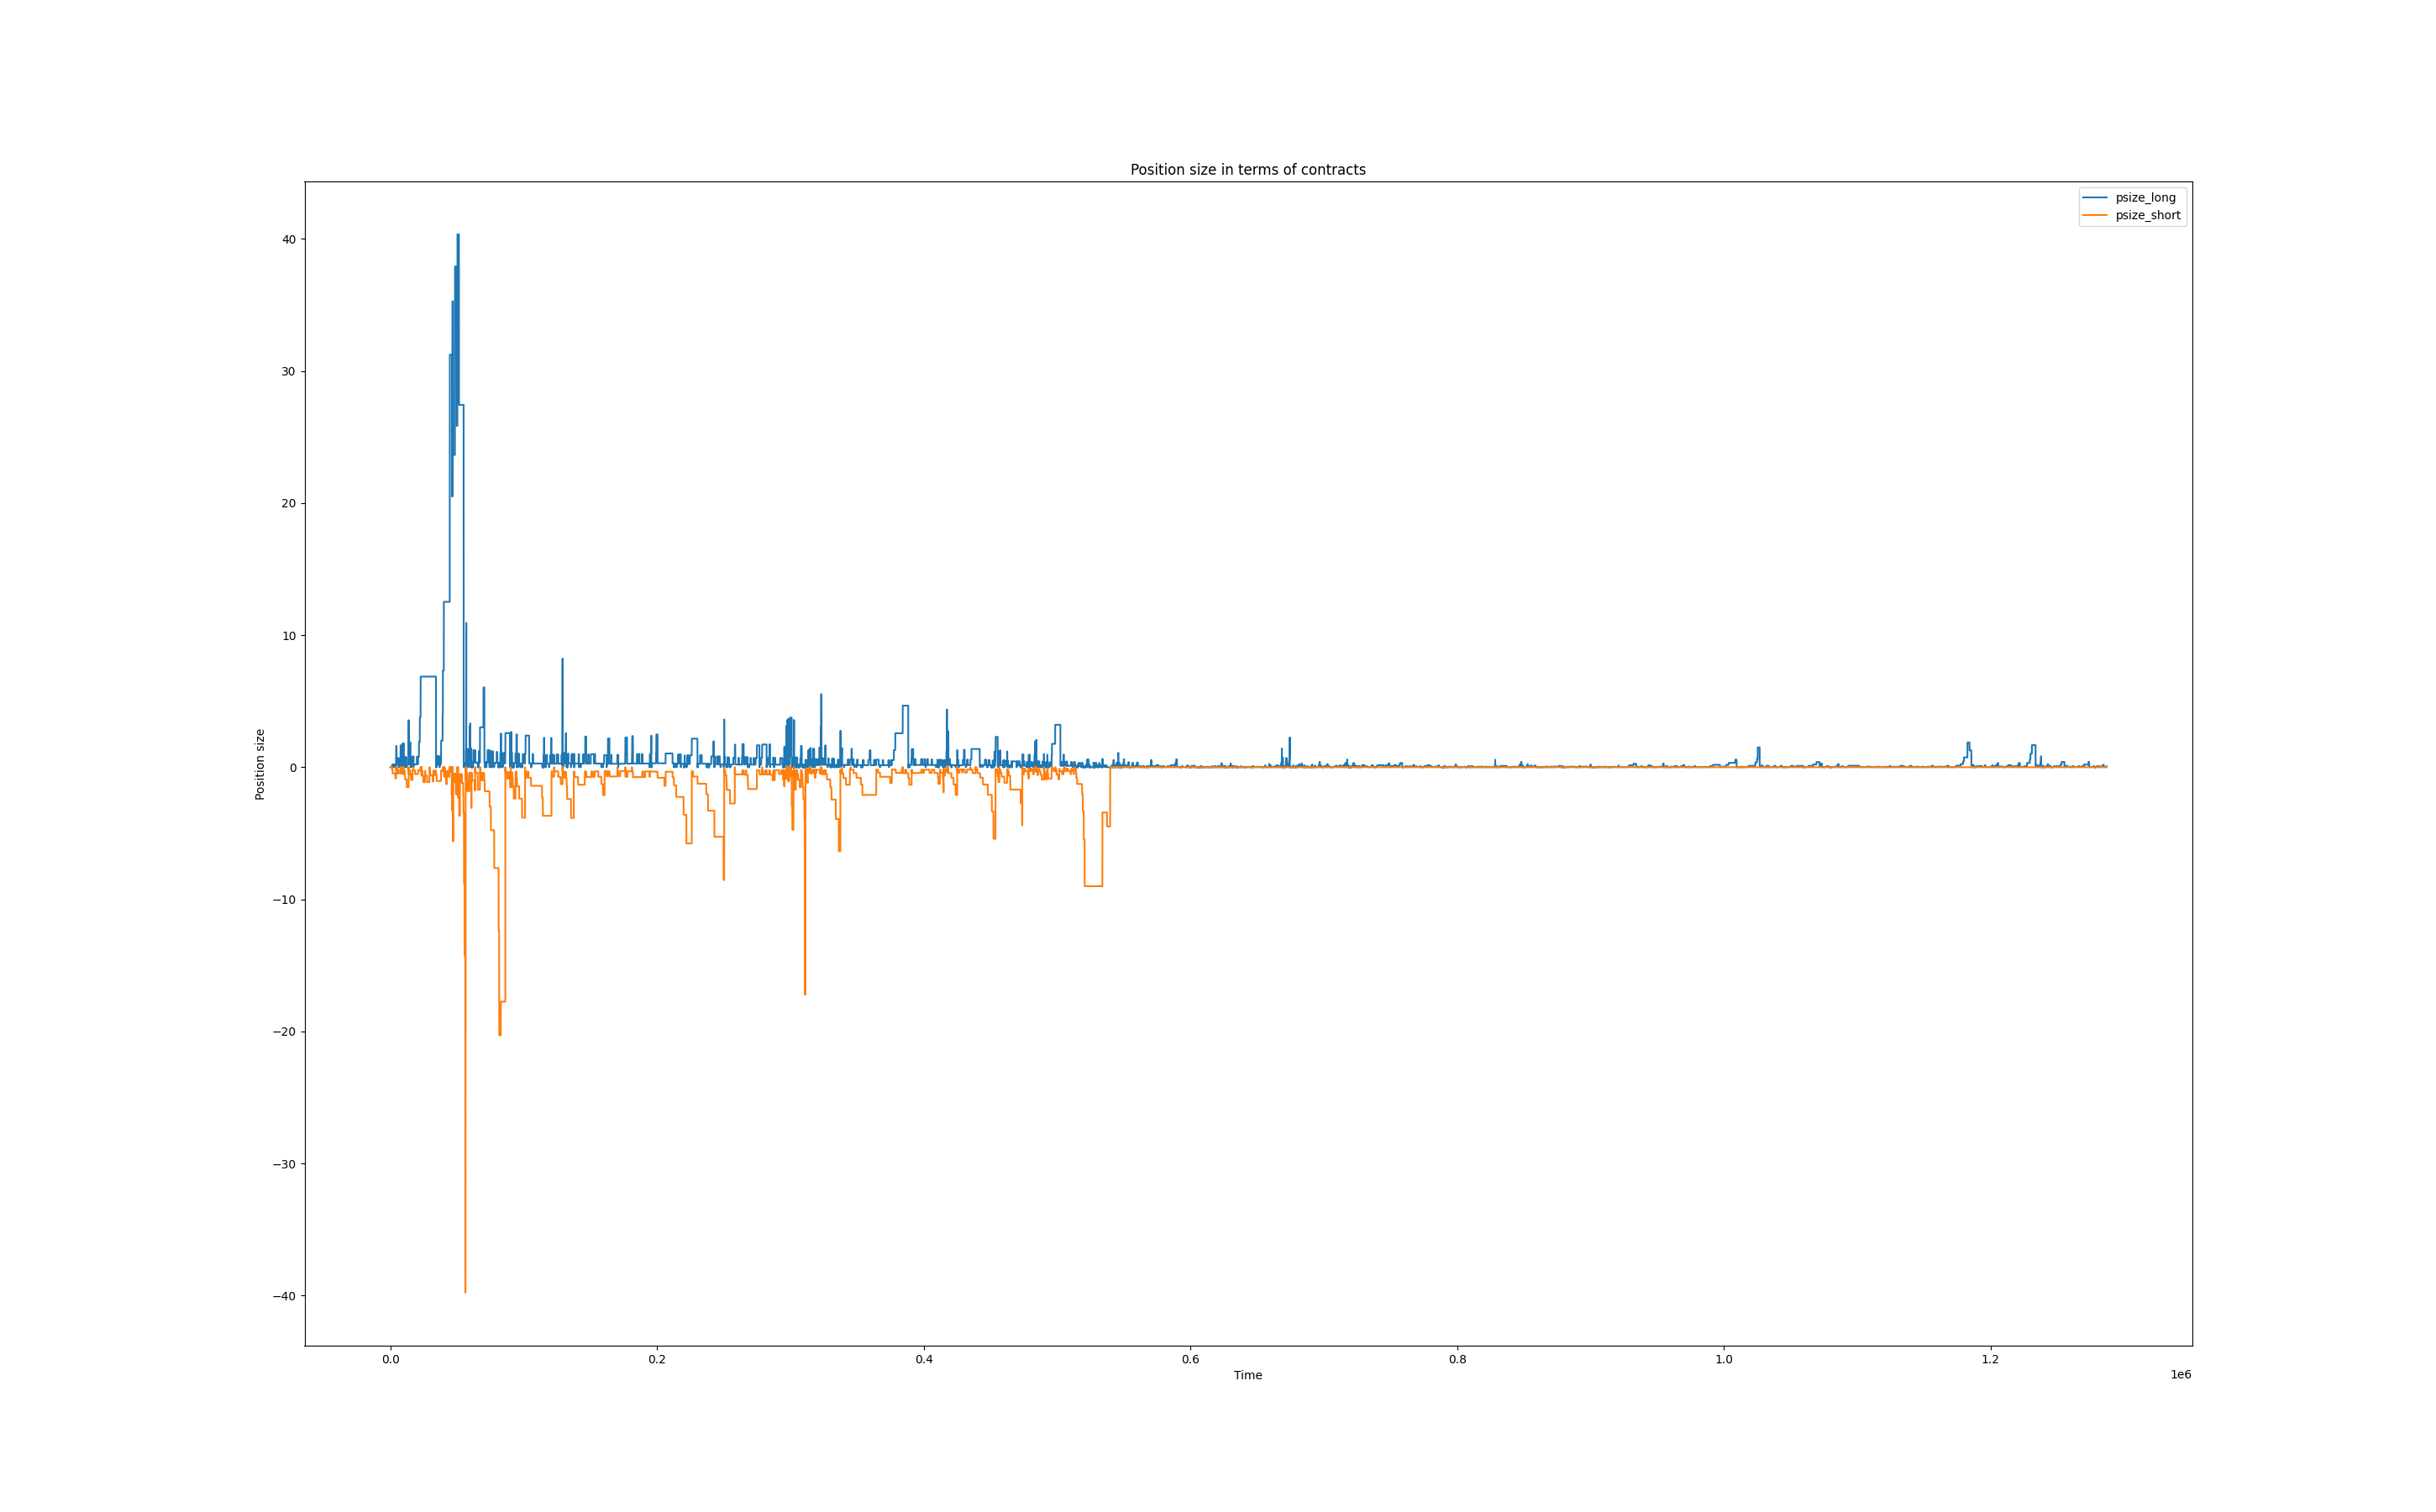 Position size in terms of contracts
psize_long
psize_short
Position size
40
30
20
10
0
−10
−20
−30
−40
0.0
0.2
0.4
0.6
0.8
1.0
1.2
Time
1e6